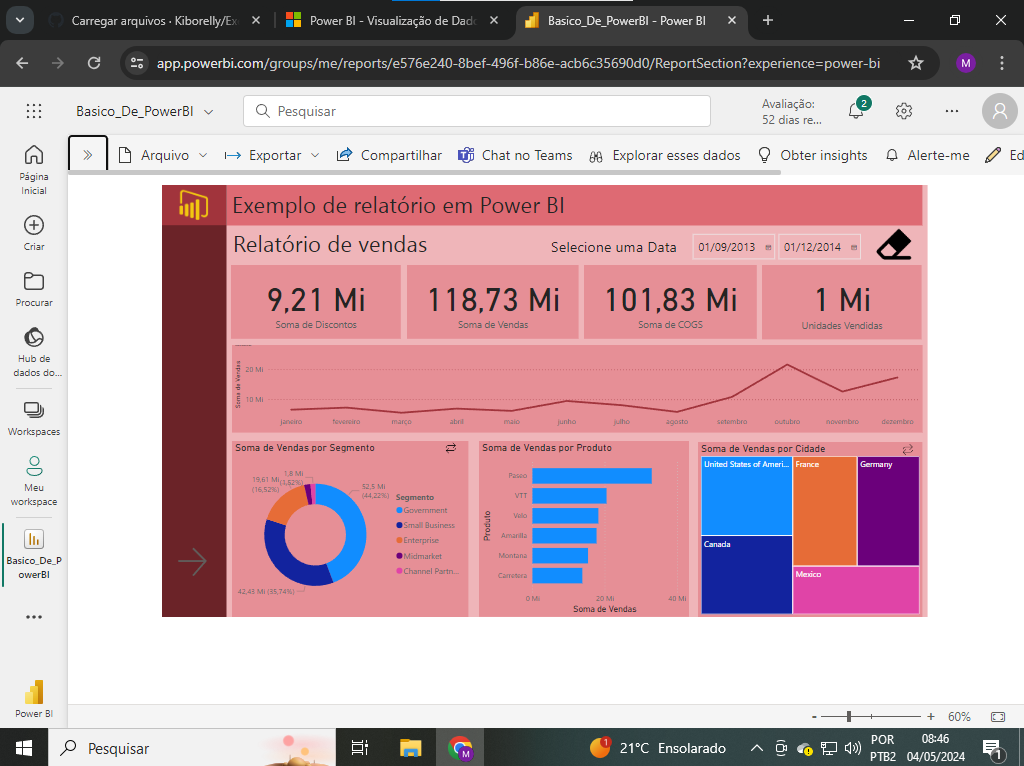 Carregar arquivos · Kiborelly/Ex
Power BI - Visualização de Dado
Basico_De_PowerBI - Power BI
app.powerbi.com/groups/me/reports/e576e240-8bef-496f-b86e-acb6c35690d0/ReportSection?experience=power-bi
M
Basico_De_PowerBI
Pesquisar
Avaliação:
52 dias re...
2
Arquivo
Exportar
Compartilhar
Chat no Teams
Explorar esses dados
Obter insights
Alerte-me
Ed
Página
Inicial
Criar
Procurar
Hub de
dados do...
Workspaces
Meu
workspace
Basico_De_P
owerBI
Power BI
Exemplo de relatório em Power BI
Relatório de vendas
Selecione uma Data
01/09/2013
01/12/2014
9,21 Mi
Soma de Discontos
118,73 Mi
Soma de Vendas
101,83 Mi
Soma de COGS
1 Mi
Unidades Vendidas
Soma de Vendas
20 Mi
10 Mi
janeiro fevereiro março abril maio junho julho agosto setembro outubro novembro dezembro
Soma de Vendas por Segmento
1,8 Mi
(1,52%)
19,61 Mi
(16,52%)
52,5 Mi
(44,22%)
42,43 Mi (35,74%)
Segmento
Government
Small Business
Enterprise
Midmarket
Channel Partn...
Soma de Vendas por Produto
Produto
Paseo
VTT
Velo
Amarilla
Montana
Carretera
0 Mi 20 Mi 40 Mi
Soma de Vendas
Soma de Vendas por Cidade
United States of Ameri...
France
Germany
Canada
Mexico
- + 60%
Pesquisar
M
1
21°C Ensolarado
POR
PTB2
08:46
04/05/2024
1